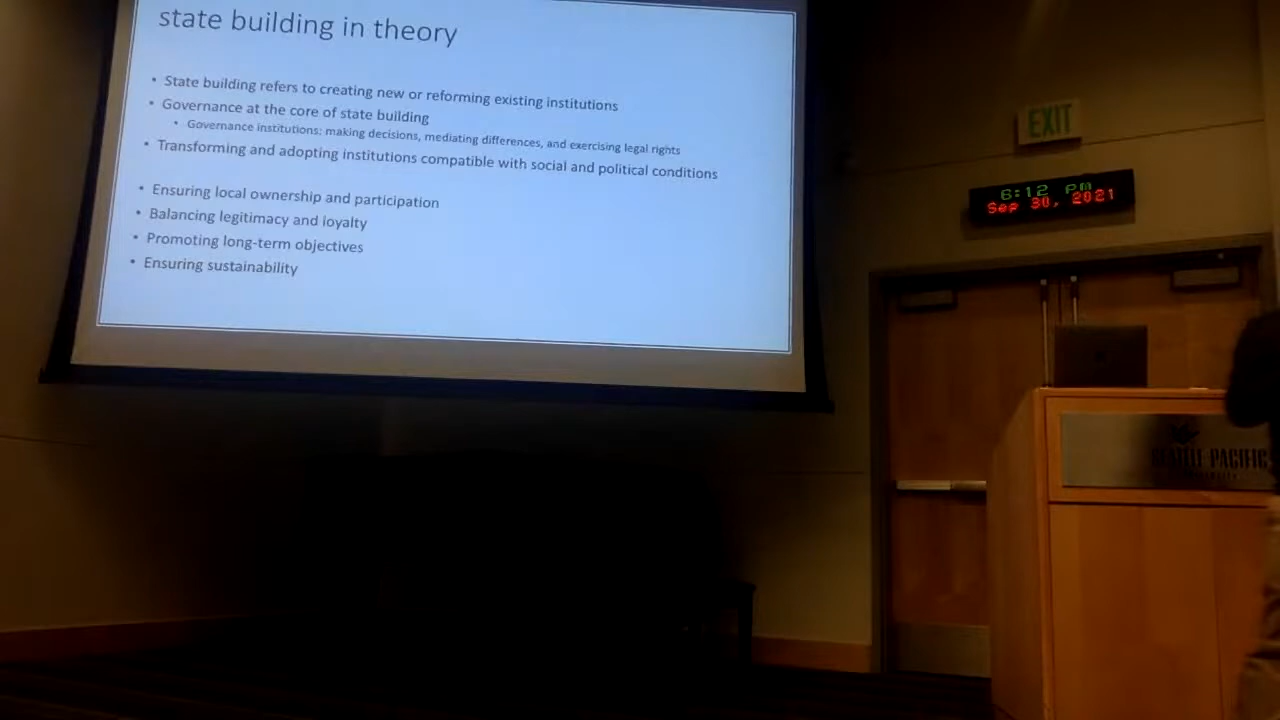 state building in theory
• State building refers to creating new or reforming existing institutions
• Governance at the core of state building
• Governance institutions: making decisions, mediating differences, and exercising legal rights
• Transforming and adopting institutions compatible with social and political conditions
• Ensuring local ownership and participation
• Balancing legitimacy and loyalty
• Promoting long-term objectives
• Ensuring sustainability
EXIT
6:12 PM
Sep 30, 2021
SEATTLE PACIFIC
UNIVERSITY